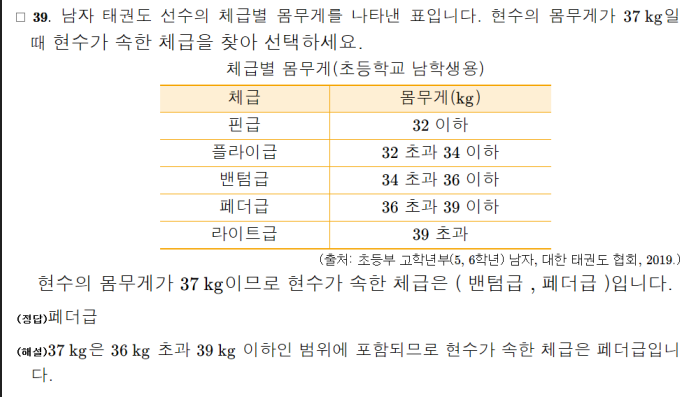 □ 39. 남자 태권도 선수의 체급별 몸무게를 나타낸 표입니다. 현수의 몸무게가 37 kg일
때 현수가 속한 체급을 찾아 선택하세요.
체급별 몸무게(초등학교 남학생용)
체급 몸무게(kg)
핀급 32 이하
플라이급 32 초과 34 이하
밴텀급 34 초과 36 이하
페더급 36 초과 39 이하
라이트급 39 초과
(출처: 초등부 고학년부(5, 6학년) 남자, 대한 태권도 협회, 2019.)
현수의 몸무게가 37 kg이므로 현수가 속한 체급은 ( 밴텀급 , 페더급 )입니다.
(정답)페더급
(해설)37 kg은 36 kg 초과 39 kg 이하인 범위에 포함되므로 현수가 속한 체급은 페더급입니
다.